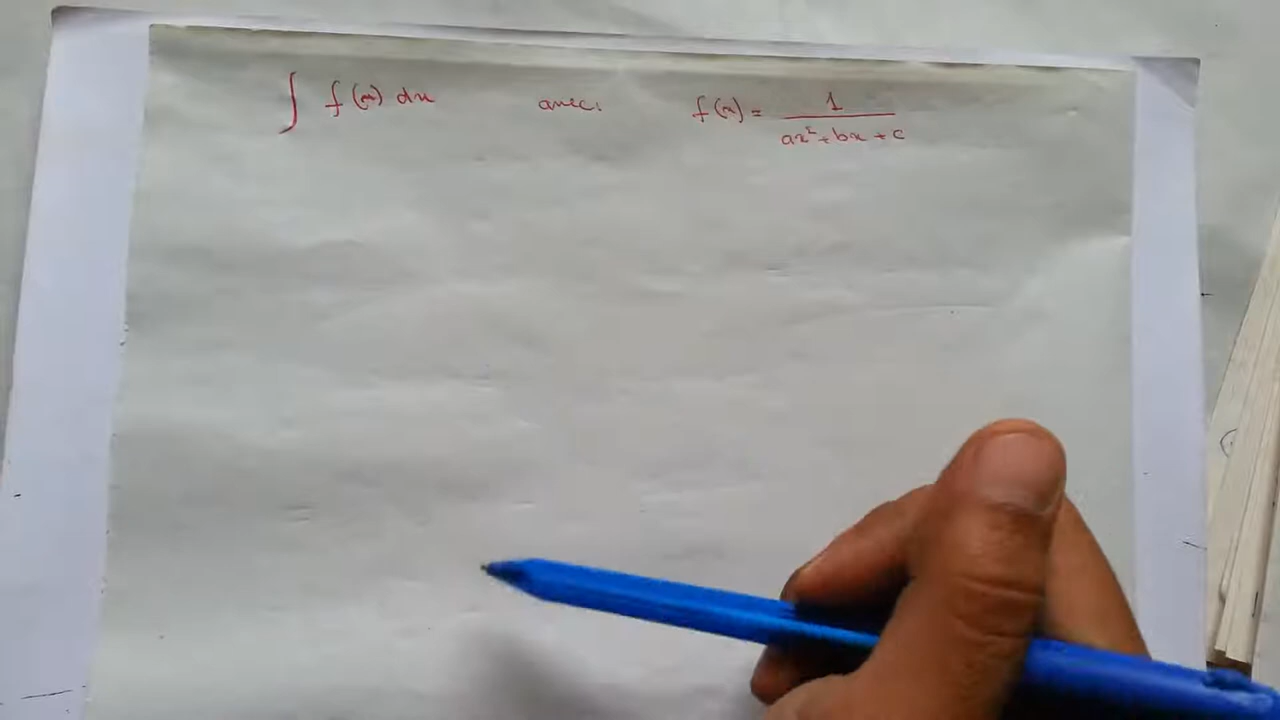 ∫ f(x) dx avec: f(x) = 1 / (ax² + bx + c)